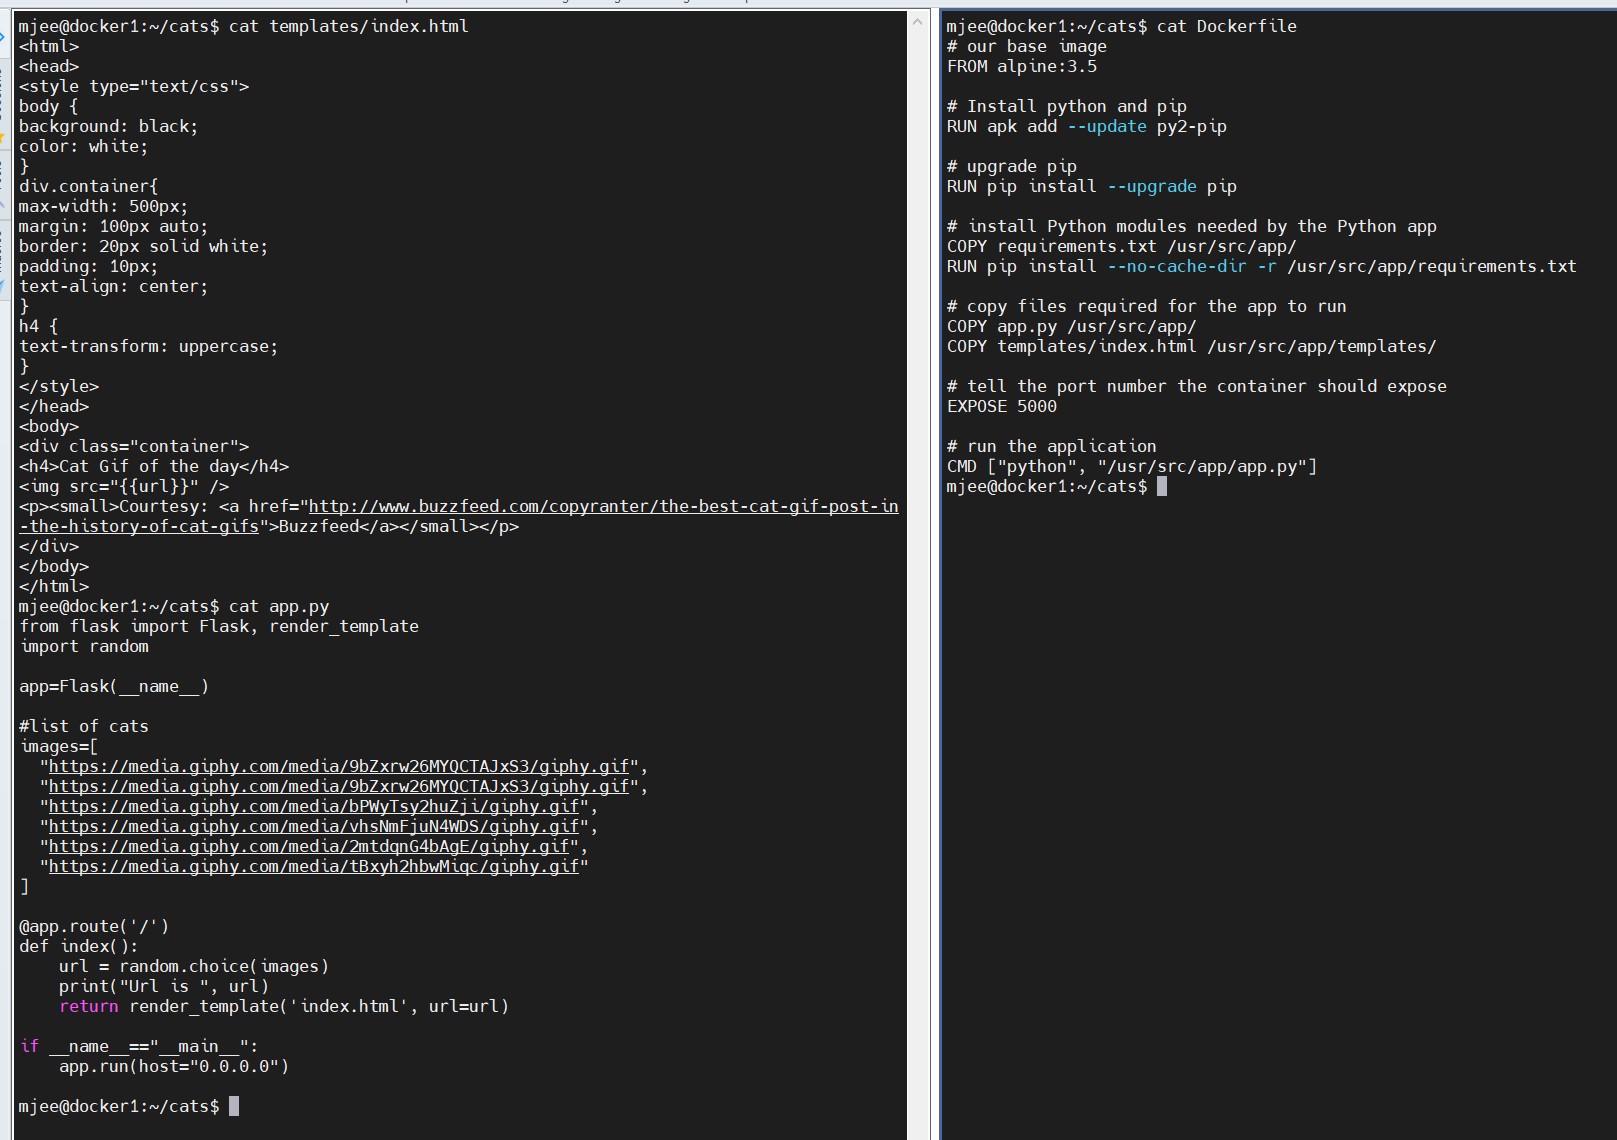 mjee@docker1:~/cats$ cat templates/index.html
<html>
<head>
<style type="text/css">
body {
background: black;
color: white;
}
div.container{
max-width: 500px;
margin: 100px auto;
border: 20px solid white;
padding: 10px;
text-align: center;
}
h4 {
text-transform: uppercase;
}
</style>
</head>
<body>
<div class="container">
<h4>Cat Gif of the day</h4>
<img src="{{url}}" />
<p><small>Courtesy: <a href="http://www.buzzfeed.com/copyranter/the-best-cat-gif-post-in
-the-history-of-cat-gifs">Buzzfeed</a></small></p>
</div>
</body>
</html>
mjee@docker1:~/cats$ cat app.py
from flask import Flask, render_template
import random

app=Flask(__name__)

#list of cats
images=[
  "https://media.giphy.com/media/9bZxrw26MYQCTAJxS3/giphy.gif",
  "https://media.giphy.com/media/9bZxrw26MYQCTAJxS3/giphy.gif",
  "https://media.giphy.com/media/bPWyTsy2huZji/giphy.gif",
  "https://media.giphy.com/media/vhsNmFjuN4WDS/giphy.gif",
  "https://media.giphy.com/media/2mtdqnG4bAgE/giphy.gif",
  "https://media.giphy.com/media/tBxyh2hbwMiqc/giphy.gif"
]

@app.route('/')
def index():
    url = random.choice(images)
    print("Url is ", url)
    return render_template('index.html', url=url)

if __name__=="__main__":
    app.run(host="0.0.0.0")

mjee@docker1:~/cats$
mjee@docker1:~/cats$ cat Dockerfile
# our base image
FROM alpine:3.5

# Install python and pip
RUN apk add --update py2-pip

# upgrade pip
RUN pip install --upgrade pip

# install Python modules needed by the Python app
COPY requirements.txt /usr/src/app/
RUN pip install --no-cache-dir -r /usr/src/app/requirements.txt

# copy files required for the app to run
COPY app.py /usr/src/app/
COPY templates/index.html /usr/src/app/templates/

# tell the port number the container should expose
EXPOSE 5000

# run the application
CMD ["python", "/usr/src/app/app.py"]
mjee@docker1:~/cats$